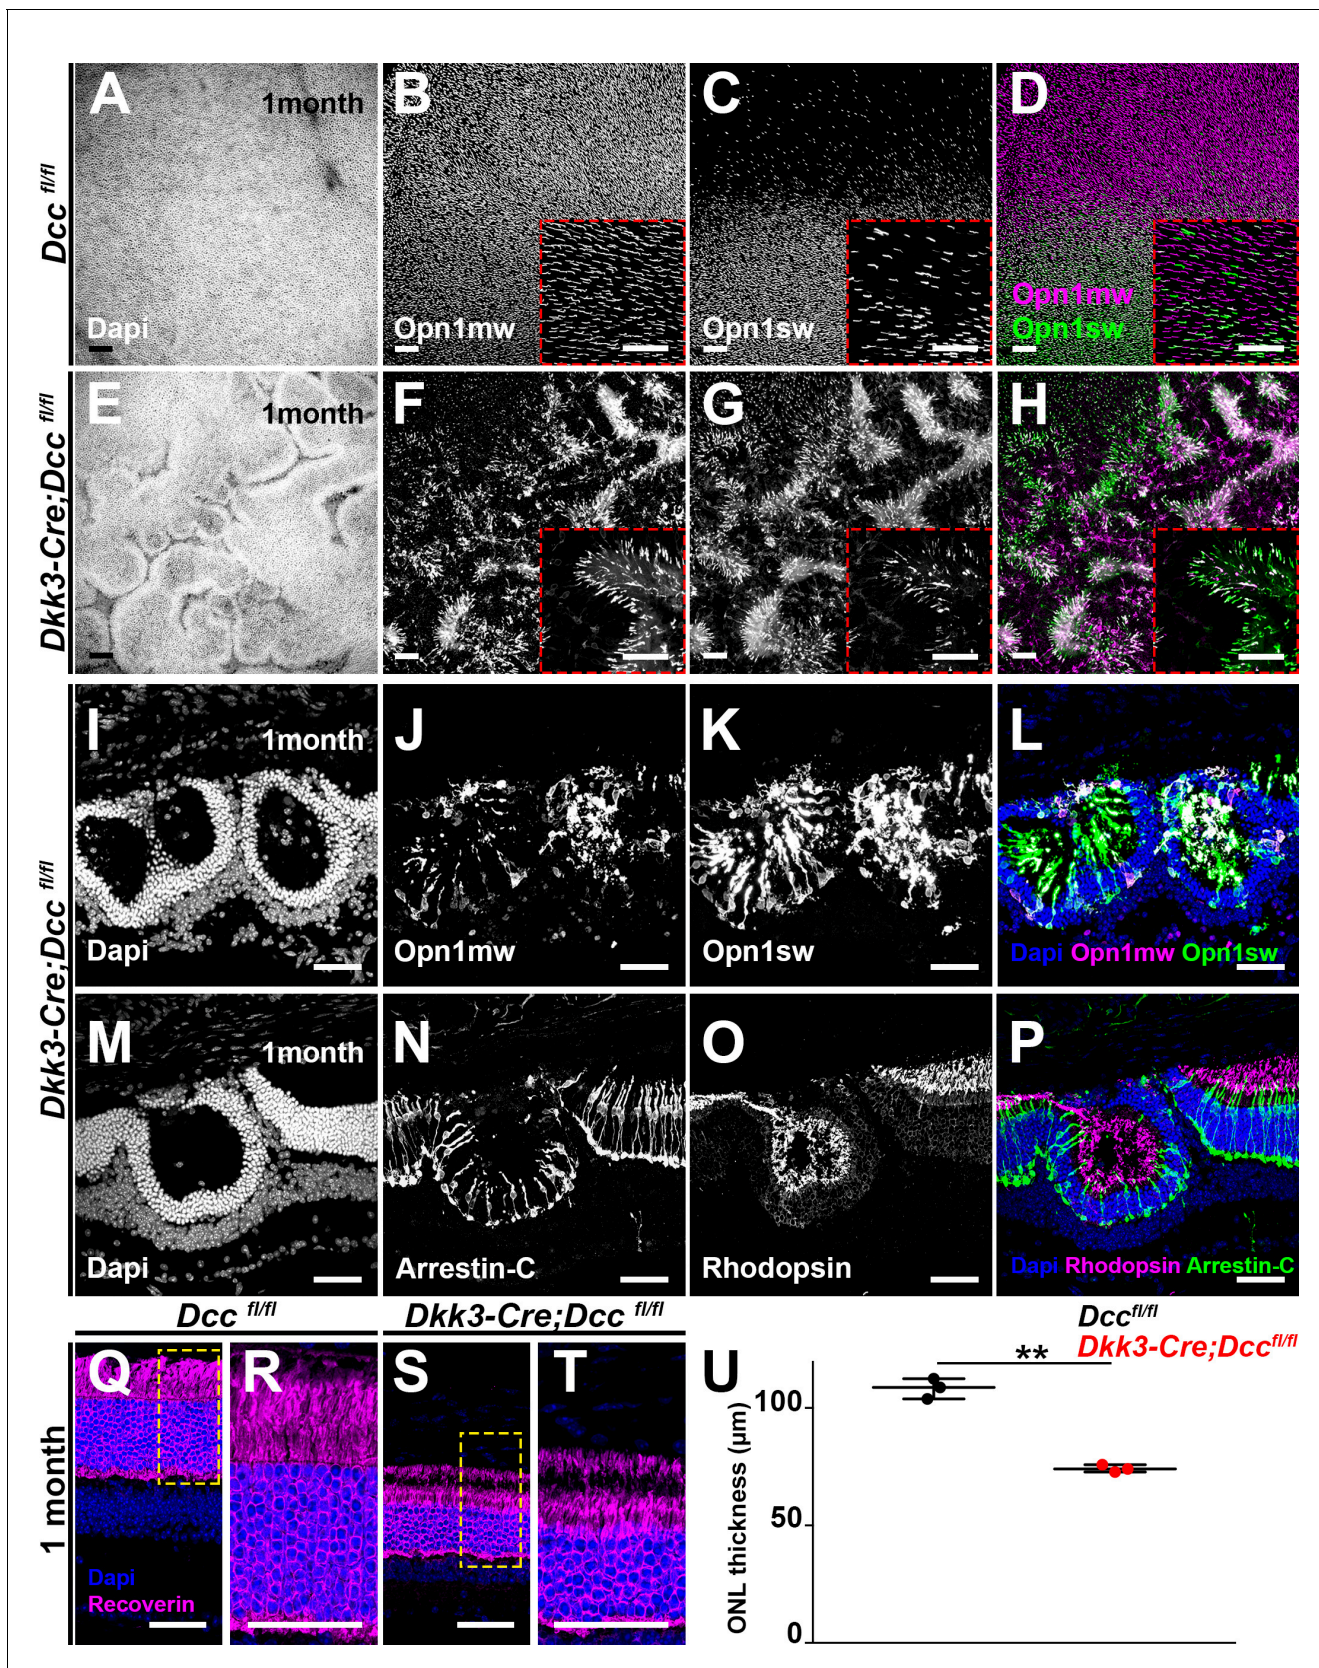 Dcc fl/fl
A
1month
Dapi
B
Opn1mw
C
Opn1sw
D
Opn1mw
Opn1sw
Dkk3-Cre;Dcc fl/fl
E
1month
F
G
H
Dkk3-Cre;Dcc fl/fl
I
1month
Dapi
J
Opn1mw
K
Opn1sw
L
Dapi Opn1mw Opn1sw
M
1month
Dapi
N
Arrestin-C
O
Rhodopsin
P
Dapi Rhodopsin Arrestin-C
Dcc fl/fl
Dkk3-Cre;Dcc fl/fl
1 month
Q
Dapi
Recoverin
R
S
T
U
Dcc fl/fl
Dkk3-Cre;Dcc fl/fl
**
ONL thickness (µm)
100
50
0